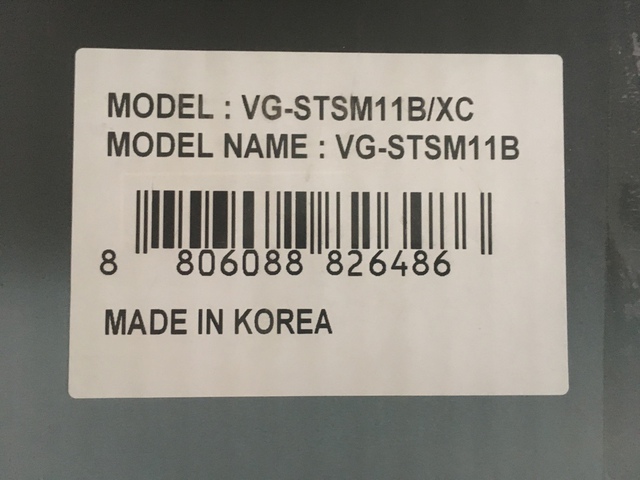 MODEL : VG-STSM11B/XC
MODEL NAME : VG-STSM11B
8 806088 826486
MADE IN KOREA